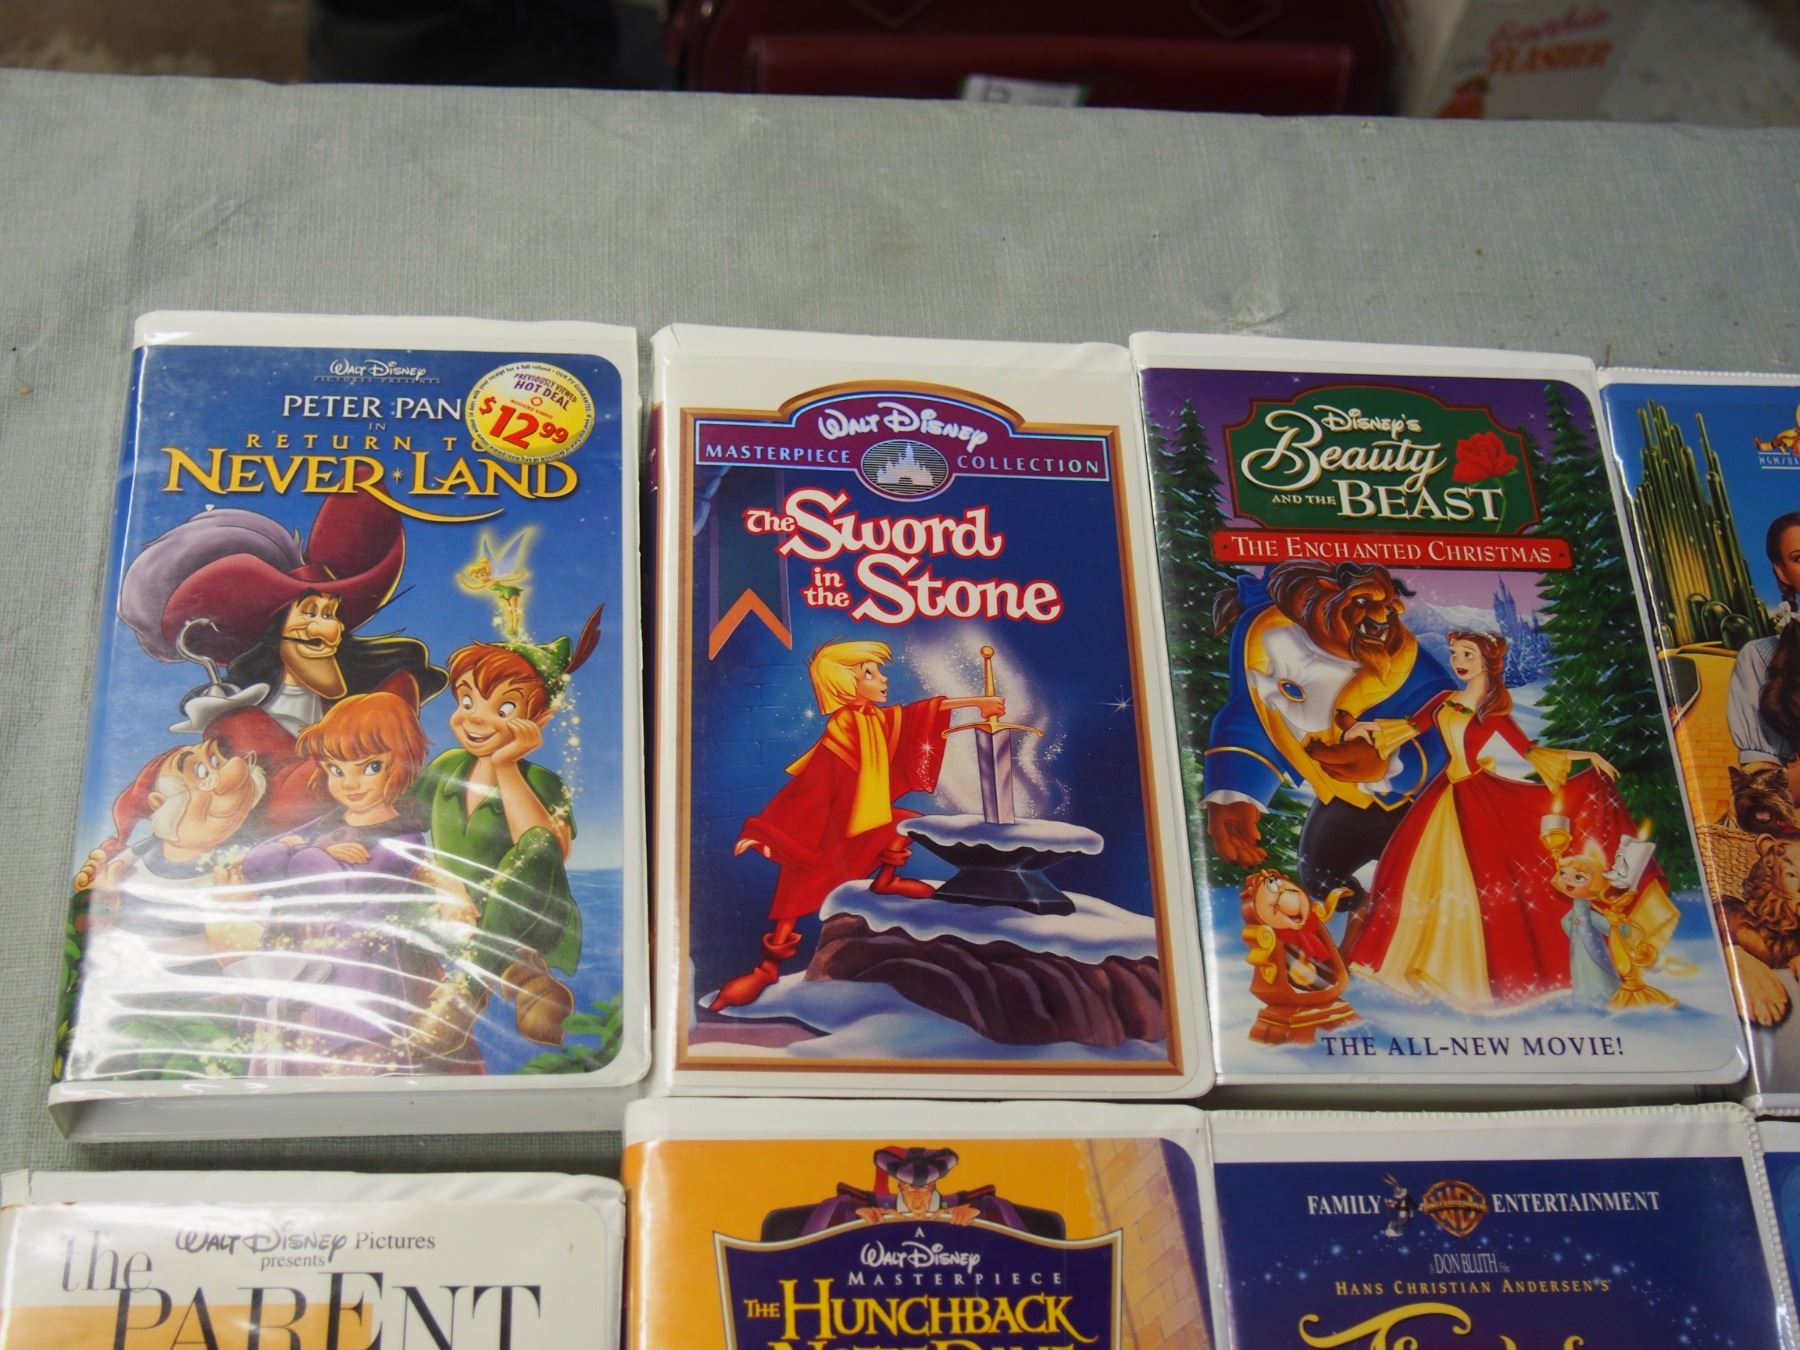 Walt Disney
PICTURES PRESENTS
PETER PAN
IN
RETURN TO
NEVER LAND
PREVIOUSLY VIEWED
HOT DEAL
ROGERS VIDEO
$12.99
Walt Disney
MASTERPIECE COLLECTION
The Sword
in the Stone
Disney's
Beauty
AND THE BEAST
THE ENCHANTED CHRISTMAS
THE ALL-NEW MOVIE!
the
Walt Disney Pictures
presents
PARENT
A
Walt Disney
MASTERPIECE
THE HUNCHBACK
FAMILY WB ENTERTAINMENT
A DON BLUTH Film
HANS CHRISTIAN ANDERSEN'S